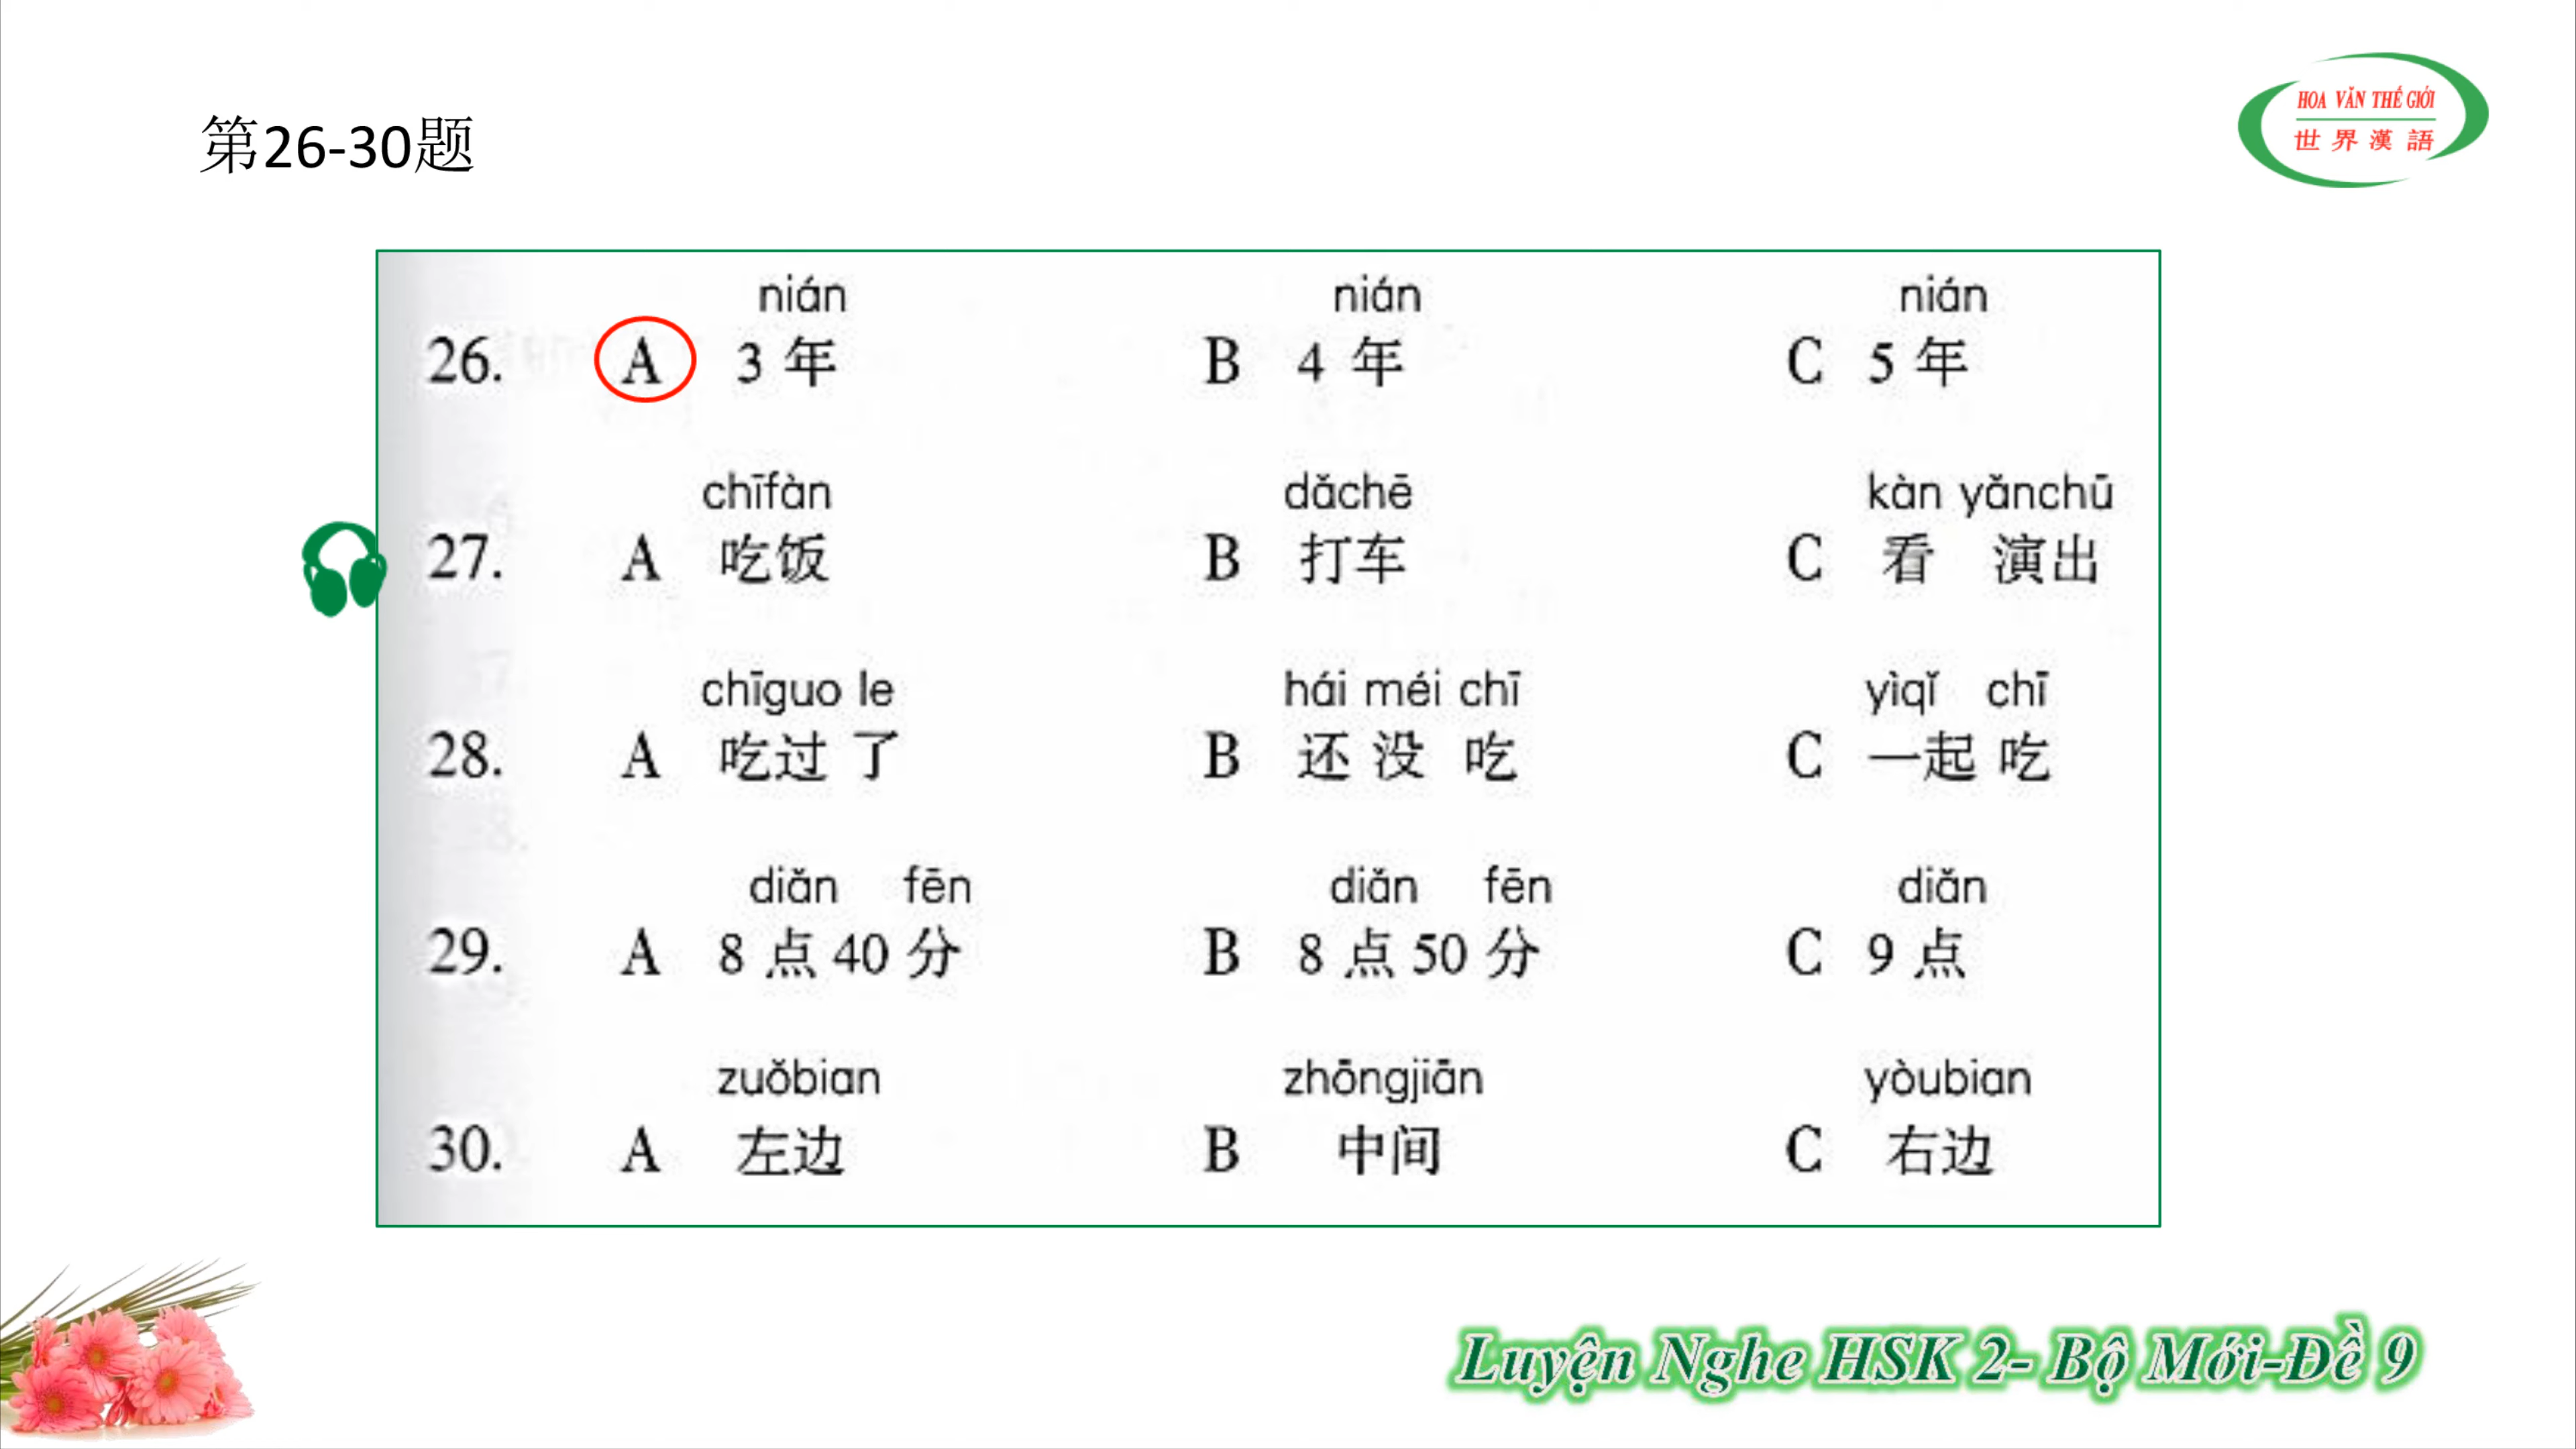 第26-30题
HOA VĂN THẾ GIỚI
世界漢語
nián nián nián
26. A 3 年 B 4 年 C 5 年
chīfàn dǎchē kàn yǎnchū
27. A 吃饭 B 打车 C 看 演出
chīguo le hái méi chī yìqǐ chī
28. A 吃过 了 B 还 没 吃 C 一起 吃
diǎn fēn diǎn fēn diǎn
29. A 8 点 40 分 B 8 点 50 分 C 9 点
zuǒbian zhōngjiān yòubian
30. A 左边 B 中间 C 右边
Luyện Nghe HSK 2- Bộ Mới-Đề 9